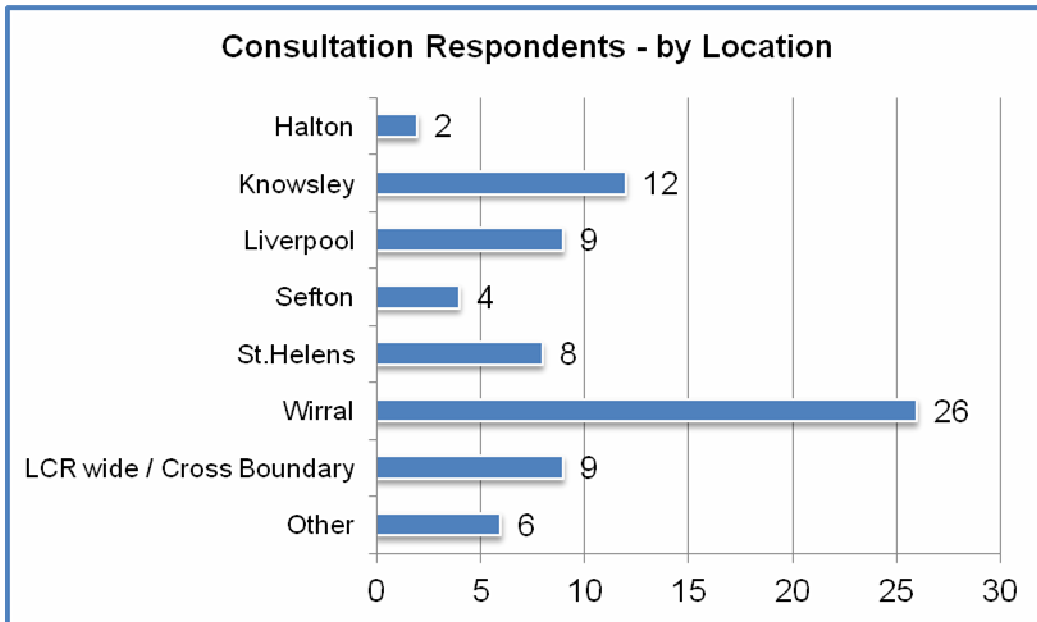 Consultation Respondents - by Location
Halton 2
Knowsley 12
Liverpool 9
Sefton 4
St.Helens 8
Wirral 26
LCR wide / Cross Boundary 9
Other 6
0 5 10 15 20 25 30